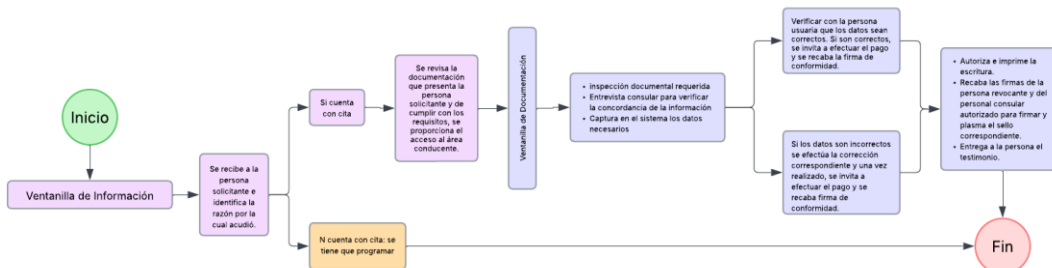 Inicio
Ventanilla de Información
Se recibe a la
persona
solicitante e
identifica la
razón por la
cual acudió.
Si cuenta
con cita
Se revisa la
documentación
que presenta la
persona
solicitante y de
cumplir con los
requisitos, se
proporciona el
acceso al área
conducente.
N cuenta con cita: se
tiene que programar
Ventanilla de Documentación
• inspección documental requerida
• Entrevista consular para verificar
la concordancia de la información
• Captura en el sistema los datos
necesarios
Verificar con la persona
usuaria que los datos sean
correctos. Si son correctos,
se invita a efectuar el pago
y se recaba la firma de
conformidad.
Si los datos son incorrectos
se efectúa la corrección
correspondiente y una vez
realizado, se invita a
efectuar el pago y se
recaba firma de
conformidad.
• Autoriza e imprime la
escritura.
• Recaba las firmas de la
persona revocante y del
personal consular
autorizado para firmar y
plasma el sello
correspondiente.
• Entrega a la persona el
testimonio.
Fin